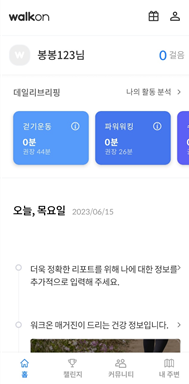 walkon
W 봉봉123님 0 걸음
데일리브리핑 나의 활동 분석 >
걷기운동 파워워킹
0분 0분
권장 44분 권장 26분
오늘, 목요일 2023/06/15
더욱 정확한 리포트를 위해 나에 대한 정보를 >
추가적으로 입력해 주세요.
워크온 매거진이 드리는 건강 정보입니다. >
홈 챌린지 커뮤니티 내 주변